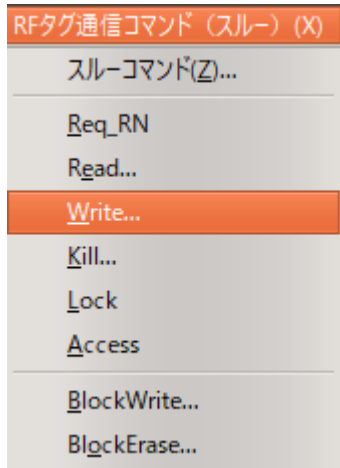 RFタグ通信コマンド（スルー）(X)
スルーコマンド(Z)...
Req_RN
Read...
Write...
Kill...
Lock
Access
BlockWrite...
BlockErase...